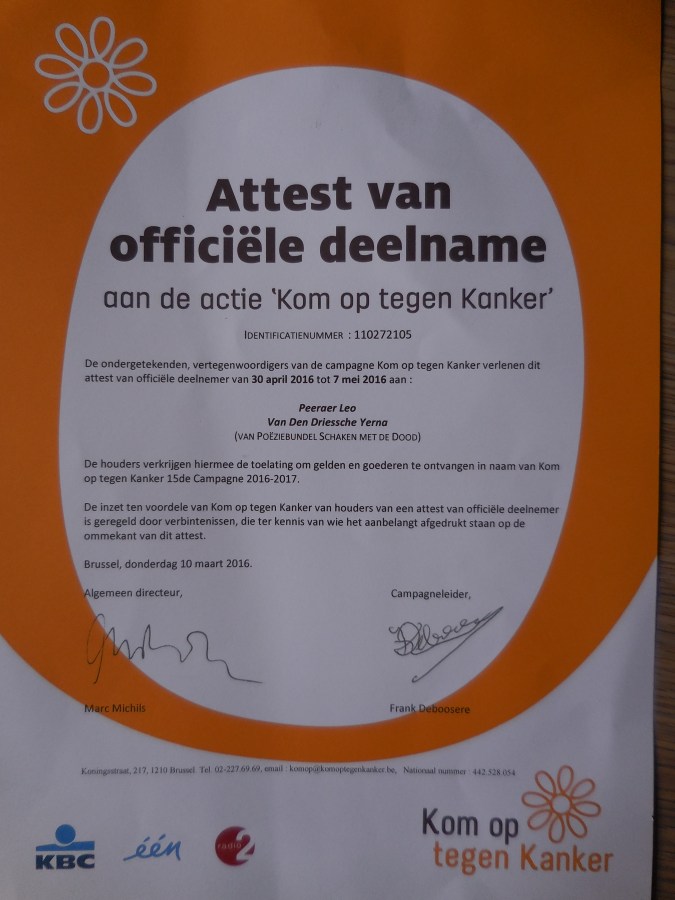 Attest van
officiële deelname
aan de actie ‘Kom op tegen Kanker’
IDENTIFICATIENUMMER : 110272105
De ondergetekenden, vertegenwoordigers van de campagne Kom op tegen Kanker verlenen dit
attest van officiële deelnemer van 30 april 2016 tot 7 mei 2016 aan :
Peeraer Leo
Van Den Driessche Yerna
(VAN POËZIEBUNDEL SCHAKEN MET DE DOOD)
De houders verkrijgen hiermee de toelating om gelden en goederen te ontvangen in naam van Kom
op tegen Kanker 15de Campagne 2016-2017.
De inzet ten voordele van Kom op tegen Kanker van houders van een attest van officiële deelnemer
is geregeld door verbintenissen, die ter kennis van wie het aanbelangt afgedrukt staan op de
ommekant van dit attest.
Brussel, donderdag 10 maart 2016.
Algemeen directeur, Campagneleider,
Marc Michils Frank Deboosere
Koningsstraat, 217, 1210 Brussel Tel 02-227.69.69, email : komop@komoptegenkanker.be, Nationaal nummer : 442.528.054
Kom op
tegen Kanker
KBC één radio 2